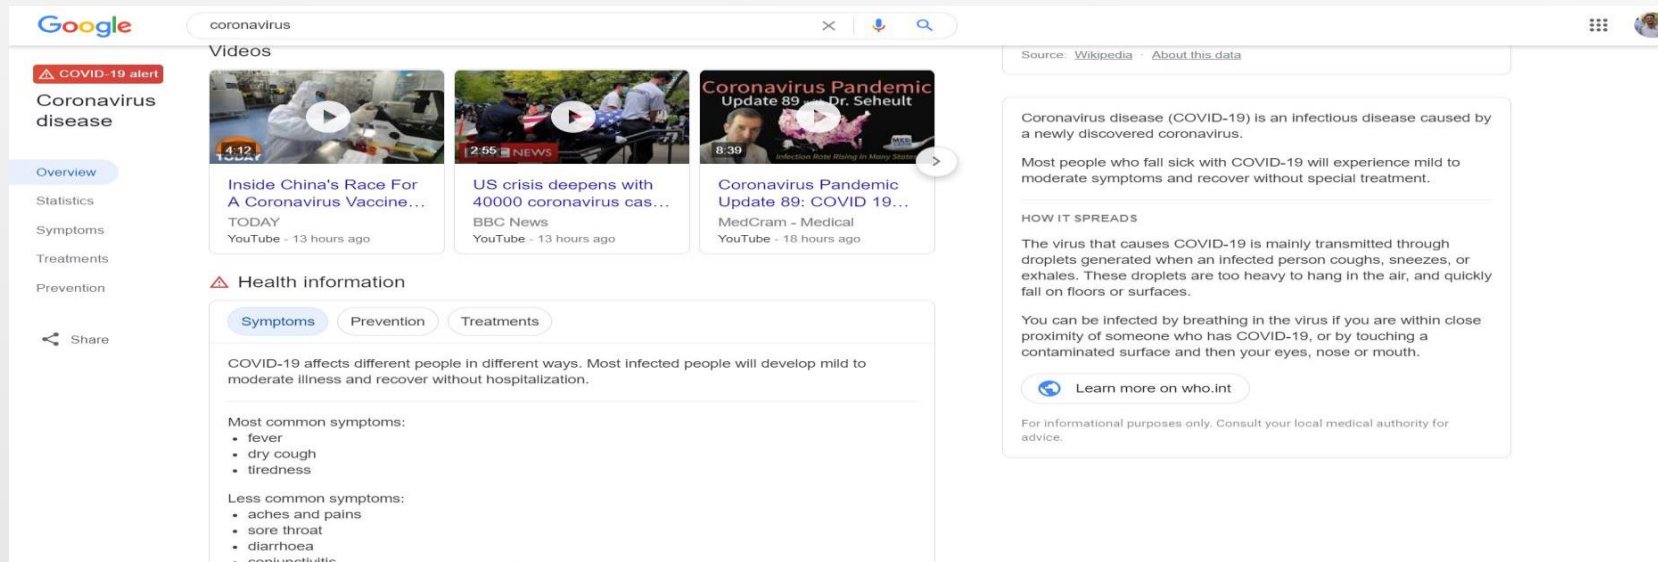 Google
coronavirus
COVID-19 alert
Coronavirus
disease
Overview
Statistics
Symptoms
Treatments
Prevention
Share
Videos
4:12
TODAY
Inside China's Race For
A Coronavirus Vaccine...
TODAY
YouTube - 13 hours ago
2:55
NEWS
US crisis deepens with
40000 coronavirus cas...
BBC News
YouTube - 13 hours ago
Coronavirus Pandemic
Update 89 with Dr. Seheult
8:39
Infection Rate Rising in Many States
Coronavirus Pandemic
Update 89: COVID 19...
MedCram - Medical
YouTube - 18 hours ago
Health information
Symptoms Prevention Treatments
COVID-19 affects different people in different ways. Most infected people will develop mild to
moderate illness and recover without hospitalization.
Most common symptoms:
• fever
• dry cough
• tiredness
Less common symptoms:
• aches and pains
• sore throat
• diarrhoea
• conjunctivitis
Source: Wikipedia · About this data
Coronavirus disease (COVID-19) is an infectious disease caused by
a newly discovered coronavirus.
Most people who fall sick with COVID-19 will experience mild to
moderate symptoms and recover without special treatment.
HOW IT SPREADS
The virus that causes COVID-19 is mainly transmitted through
droplets generated when an infected person coughs, sneezes, or
exhales. These droplets are too heavy to hang in the air, and quickly
fall on floors or surfaces.
You can be infected by breathing in the virus if you are within close
proximity of someone who has COVID-19, or by touching a
contaminated surface and then your eyes, nose or mouth.
Learn more on who.int
For informational purposes only. Consult your local medical authority for
advice.